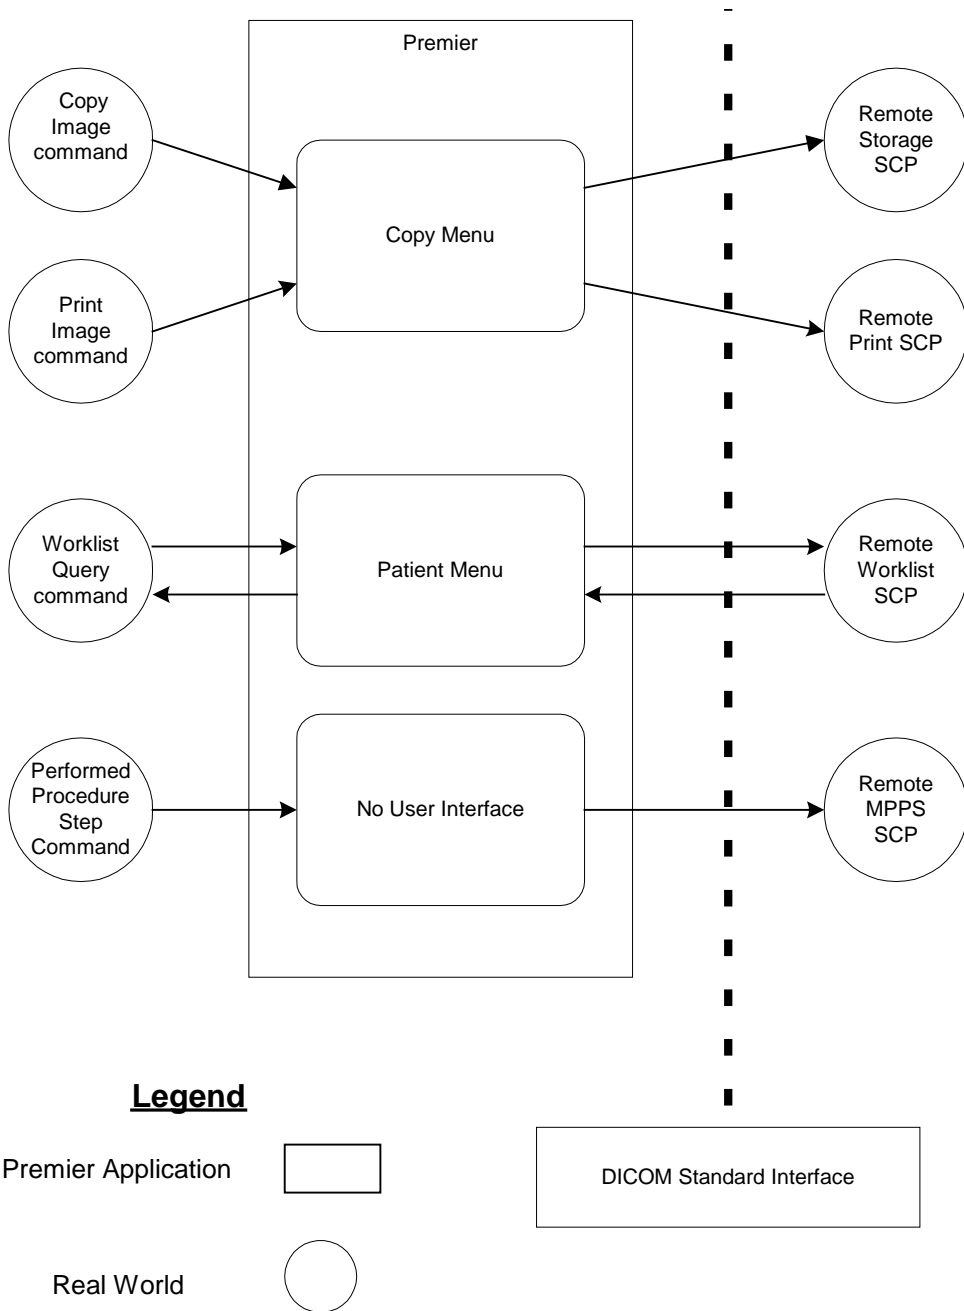 Premier
Copy
Image
command
Remote
Storage
SCP
Copy Menu
Print
Image
command
Remote
Print SCP
Worklist
Query
command
Patient Menu
Remote
Worklist
SCP
Performed
Procedure
Step
Command
No User Interface
Remote
MPPS
SCP
Legend
Premier Application
DICOM Standard Interface
Real World